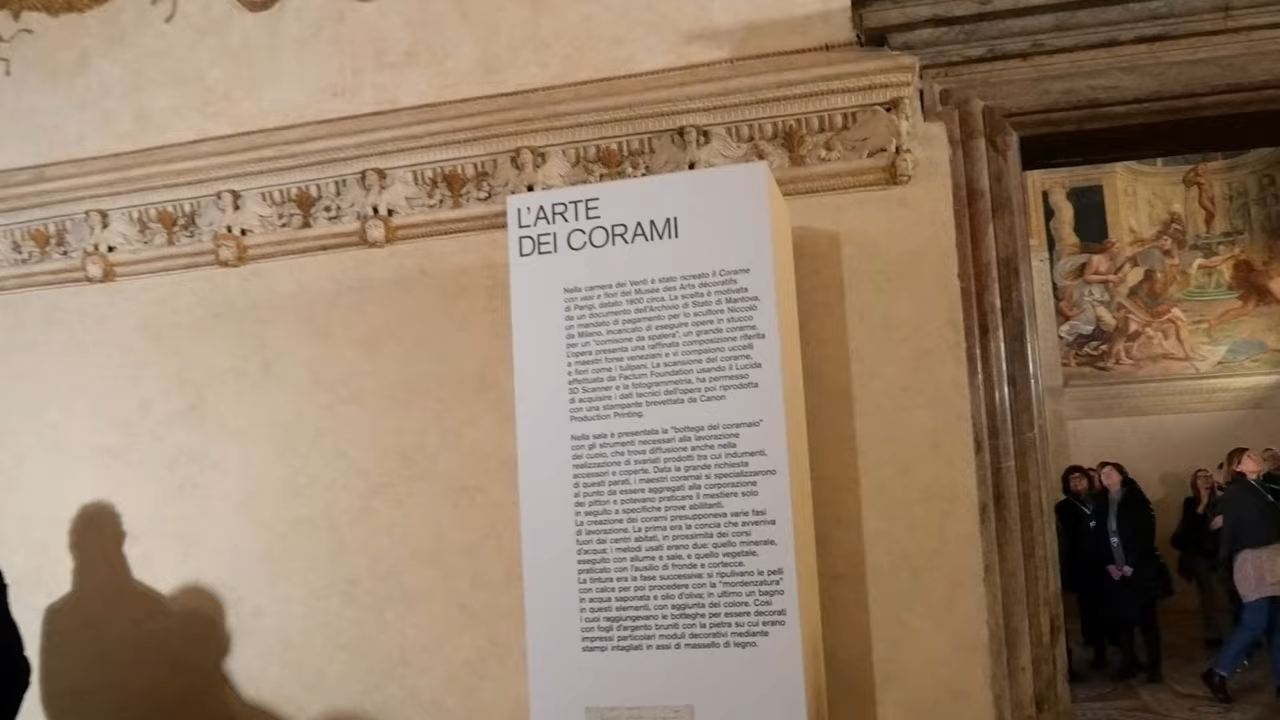 L'ARTE
DEI CORAMI
Nella camera dei Venti è stato ricreato il Corame
con vasi e fiori del Musée des Arts décoratifs
di Parigi, datato 1600 circa. La scelta è motivata
da un documento dell'Archivio di Stato di Mantova,
un mandato di pagamento per lo scultore Niccolò
da Milano, incaricato di eseguire opere in stucco
per un "cornisone da spalera", un grande corame.
L'opera presenta una raffinata composizione riferita
a maestri forse veneziani e vi compaiono uccelli
e fiori come i tulipani. La scansione del corame,
effettuata da Factum Foundation usando il Lucida
3D Scanner e la fotogrammetria, ha permesso
di acquisire i dati tecnici dell'opera poi riprodotta
con una stampante brevettata da Canon
Production Printing.
Nella sala è presentata la "bottega del coramaio"
con gli strumenti necessari alla lavorazione
del cuoio, che trova diffusione anche nella
realizzazione di svariati prodotti tra cui indumenti,
accessori e coperte. Data la grande richiesta
di questi parati, i maestri coramai si specializzarono
al punto da essere aggregati alla corporazione
dei pittori e potevano praticare il mestiere solo
in seguito a specifiche prove abilitanti.
La creazione dei corami presupponeva varie fasi
di lavorazione. La prima era la concia che avveniva
fuori dai centri abitati, in prossimità dei corsi
d'acqua; i metodi usati erano due: quello minerale,
eseguito con allume e sale, e quello vegetale,
praticato con l'ausilio di fronde e cortecce.
La tintura era la fase successiva: si ripulivano le pelli
con calce per poi procedere con la "mordenzatura"
in acqua saponata e olio d'oliva; in ultimo un bagno
in questi elementi, con aggiunta del colore. Così
i cuoi raggiungevano le botteghe per essere decorati
con fogli d'argento bruniti con la pietra su cui erano
impressi particolari moduli decorativi mediante
stampi intagliati in assi di massello di legno.